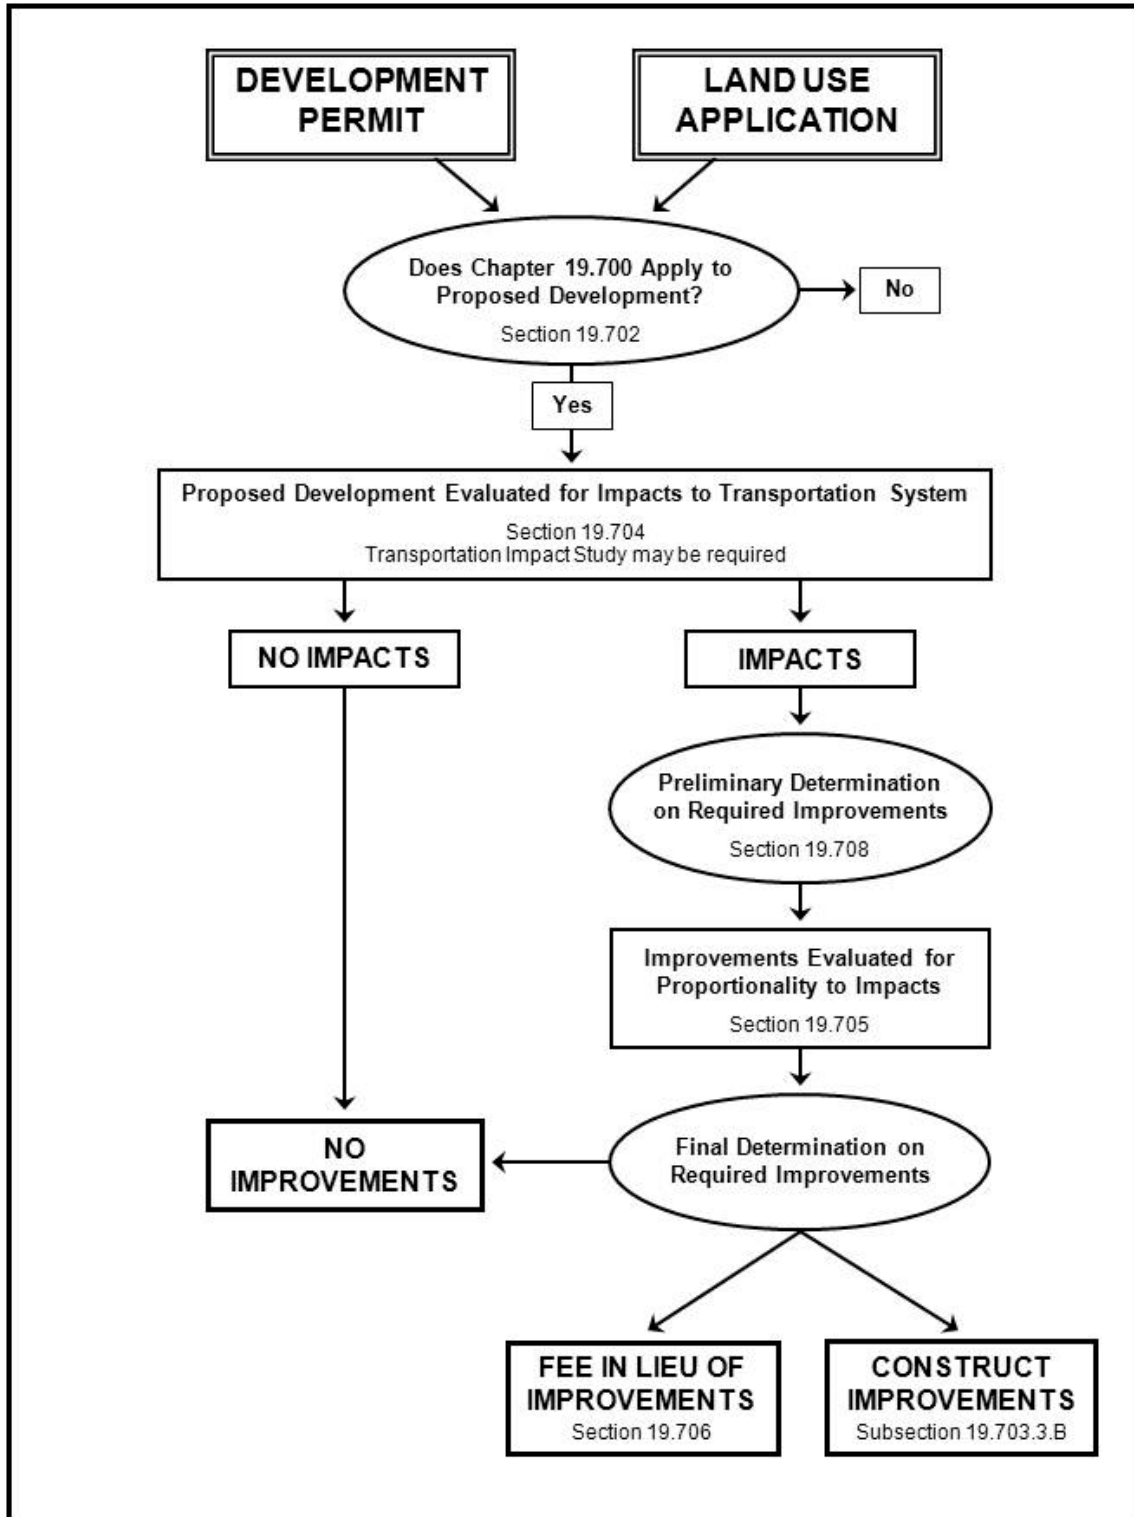 DEVELOPMENT
PERMIT
LAND USE
APPLICATION
Does Chapter 19.700 Apply to
Proposed Development?
Section 19.702
No
Yes
Proposed Development Evaluated for Impacts to Transportation System
Section 19.704
Transportation Impact Study may be required
NO IMPACTS
IMPACTS
Preliminary Determination
on Required Improvements
Section 19.708
Improvements Evaluated for
Proportionality to Impacts
Section 19.705
NO
IMPROVEMENTS
Final Determination on
Required Improvements
FEE IN LIEU OF
IMPROVEMENTS
Section 19.706
CONSTRUCT
IMPROVEMENTS
Subsection 19.703.3.B